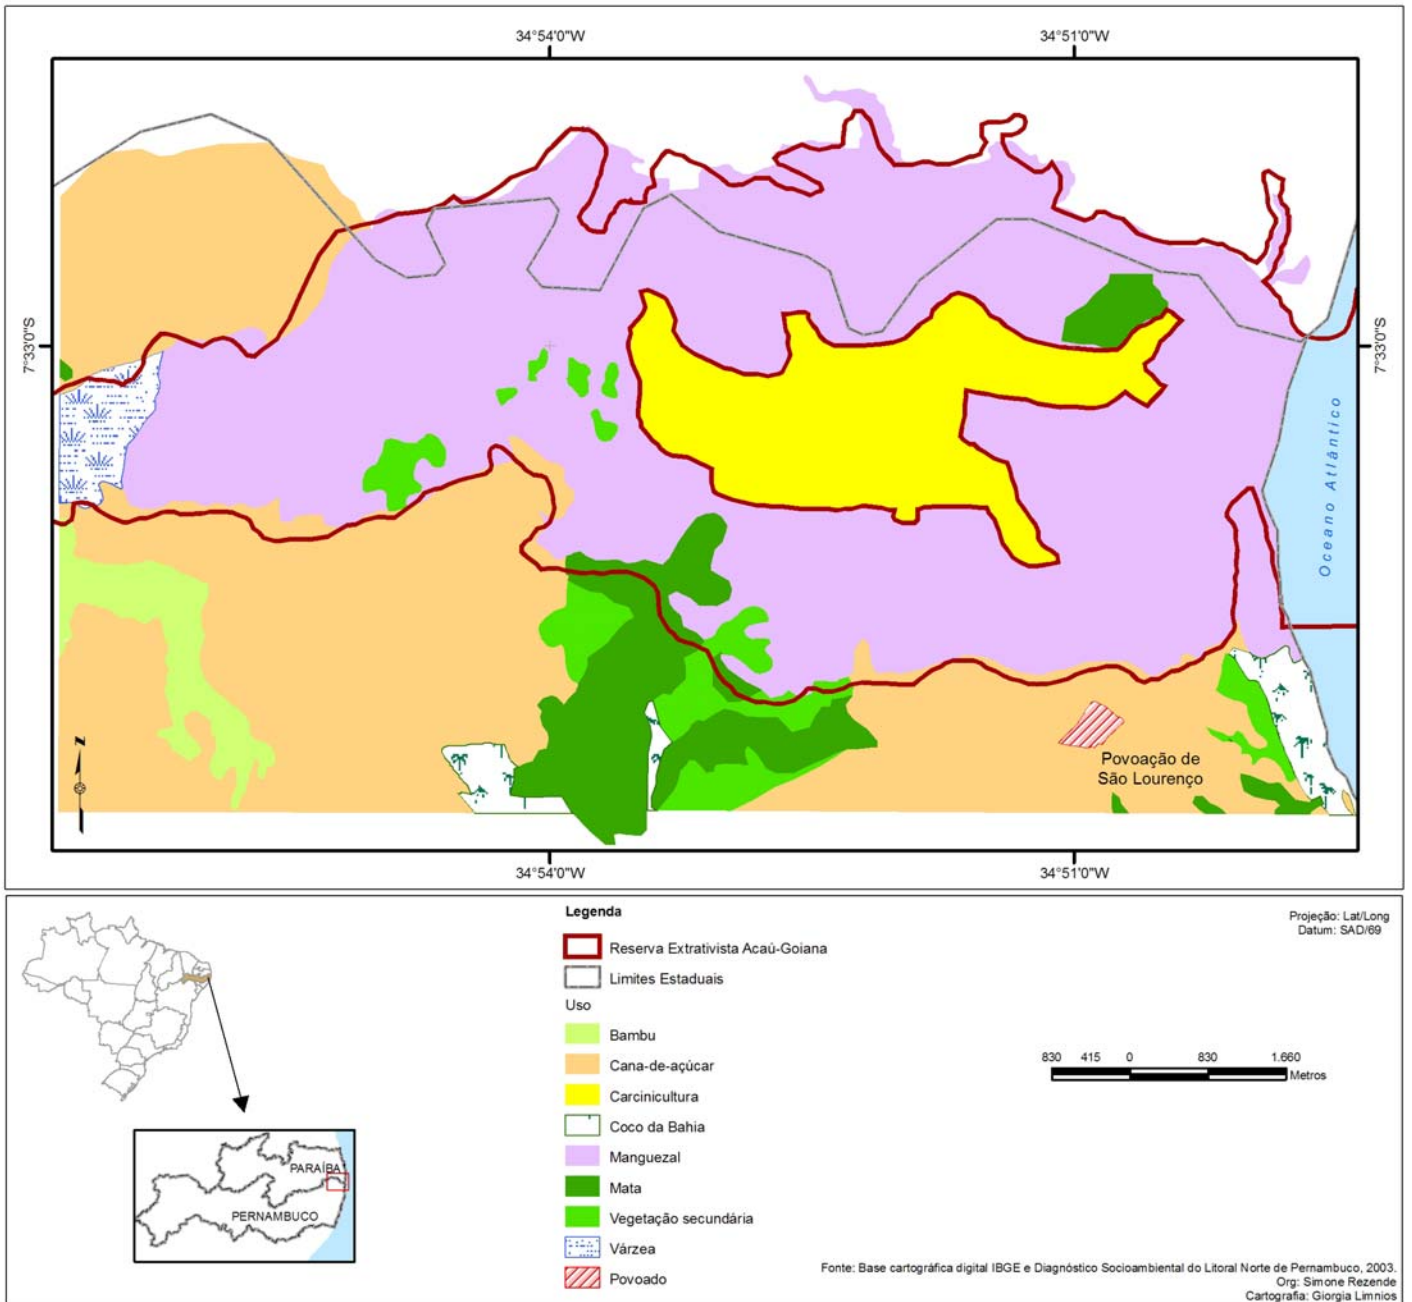 34°54'0"W
34°51'0"W
7°33'0"S
7°33'0"S
Oceano Atlântico
Povoação de
São Lourenço
N
34°54'0"W
34°51'0"W
Legenda
Reserva Extrativista Acaú-Goiana
Limites Estaduais
Uso
Bambu
Cana-de-açúcar
Carcinicultura
Coco da Bahia
Manguezal
Mata
Vegetação secundária
Várzea
Povoado
Projeção: Lat/Long
Datum: SAD/69
830 415 0 830 1.660
Metros
PARAÍBA
PERNAMBUCO
Fonte: Base cartográfica digital IBGE e Diagnóstico Socioambiental do Litoral Norte de Pernambuco, 2003.
Org: Simone Rezende
Cartografia: Giorgia Limnios